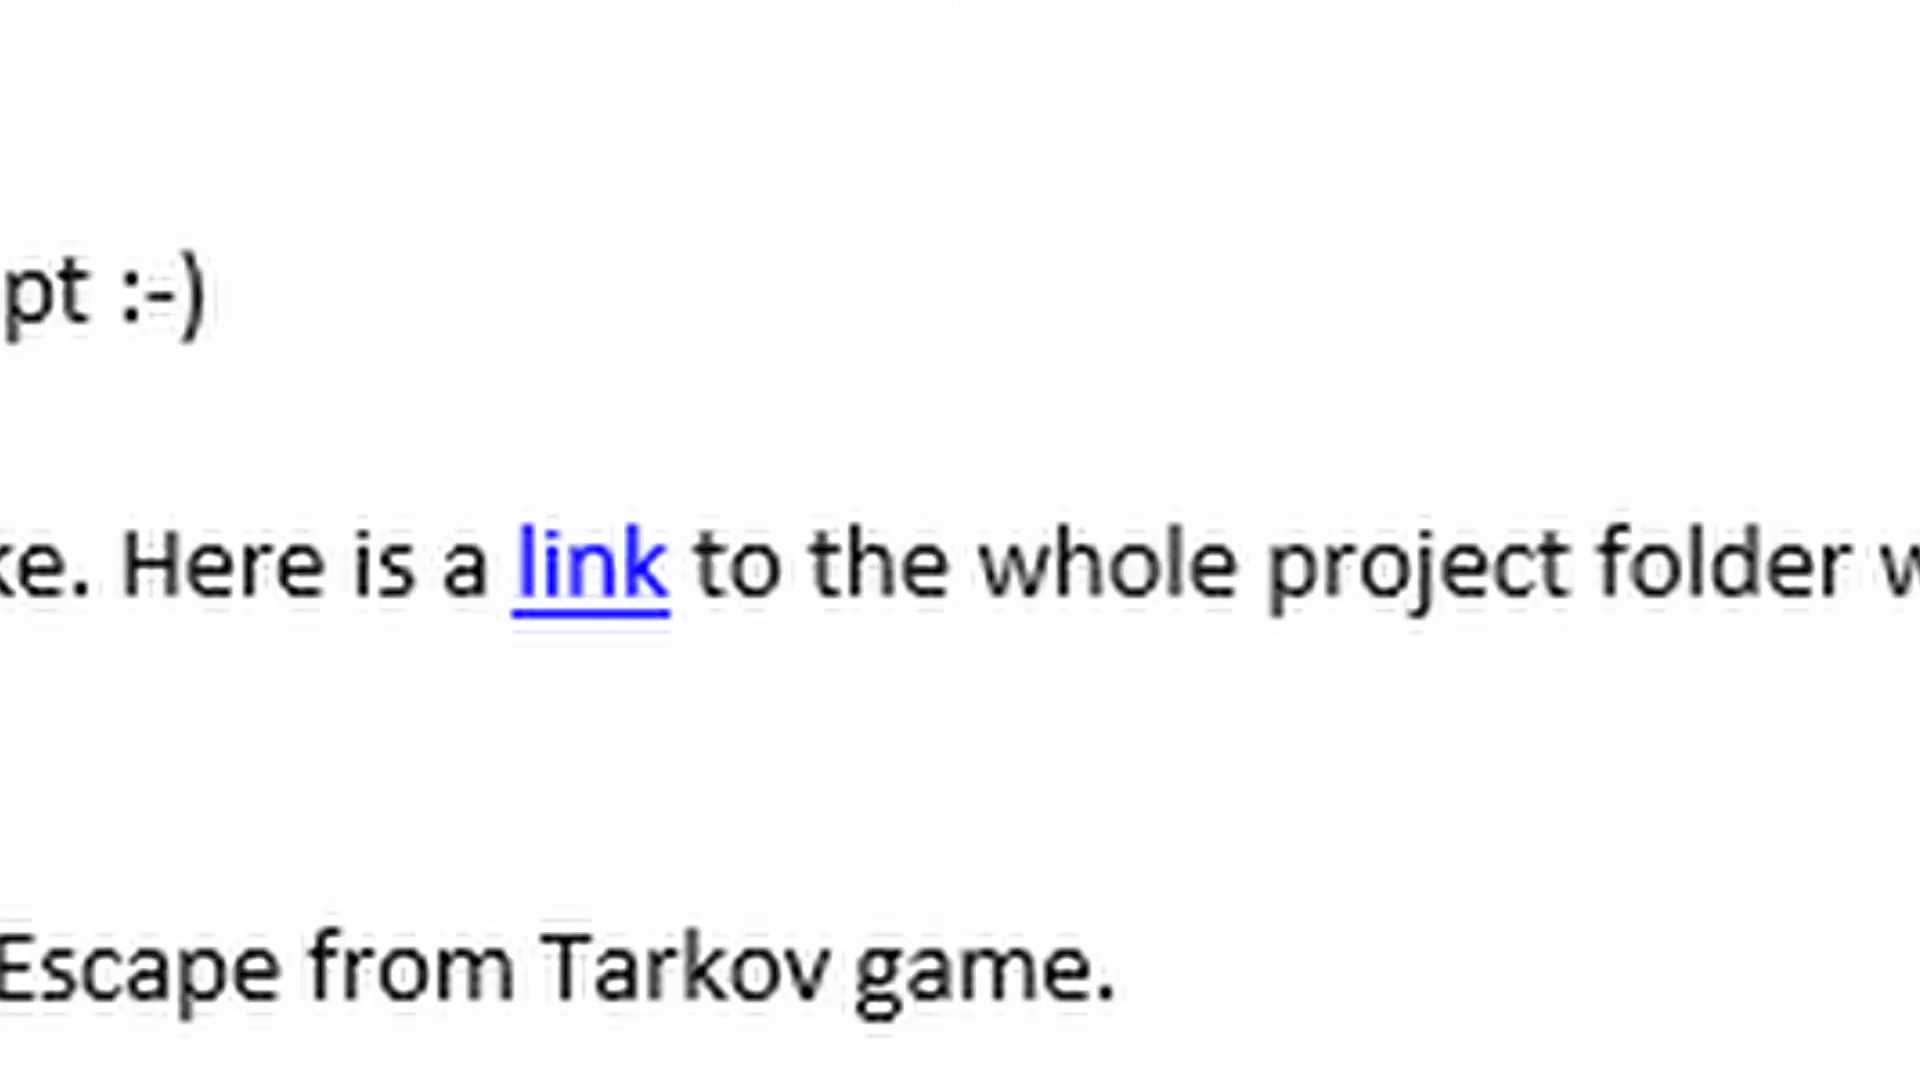 pt :-)
ke. Here is a link to the whole project folder w
Escape from Tarkov game.